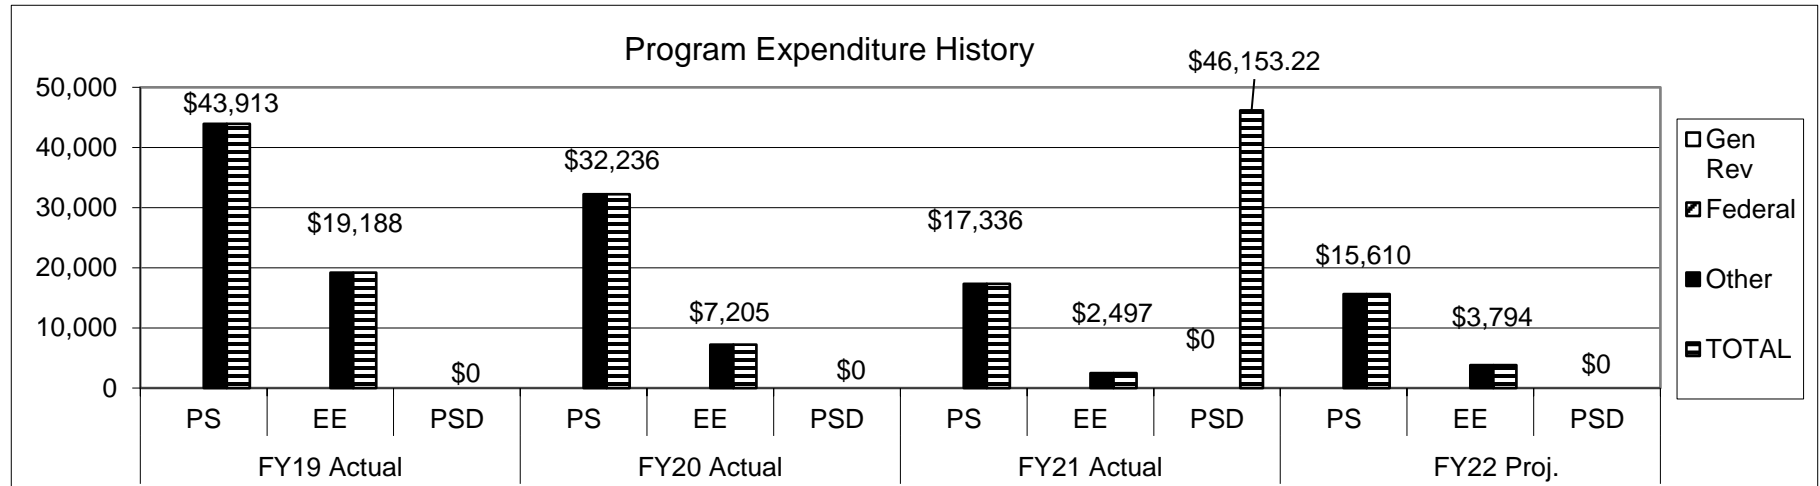 Program Expenditure History
$46,153.22
50,000
$43,913
40,000
$32,236
30,000
$19,188
$17,336
20,000
$15,610
10,000
$7,205
$2,497
$3,794
$0
$0
$0
$0
0
PS
EE
PSD
PS
EE
PSD
PS
EE
PSD
PS
EE
PSD
FY19 Actual
FY20 Actual
FY21 Actual
FY22 Proj.
Gen
Rev
Federal
Other
TOTAL